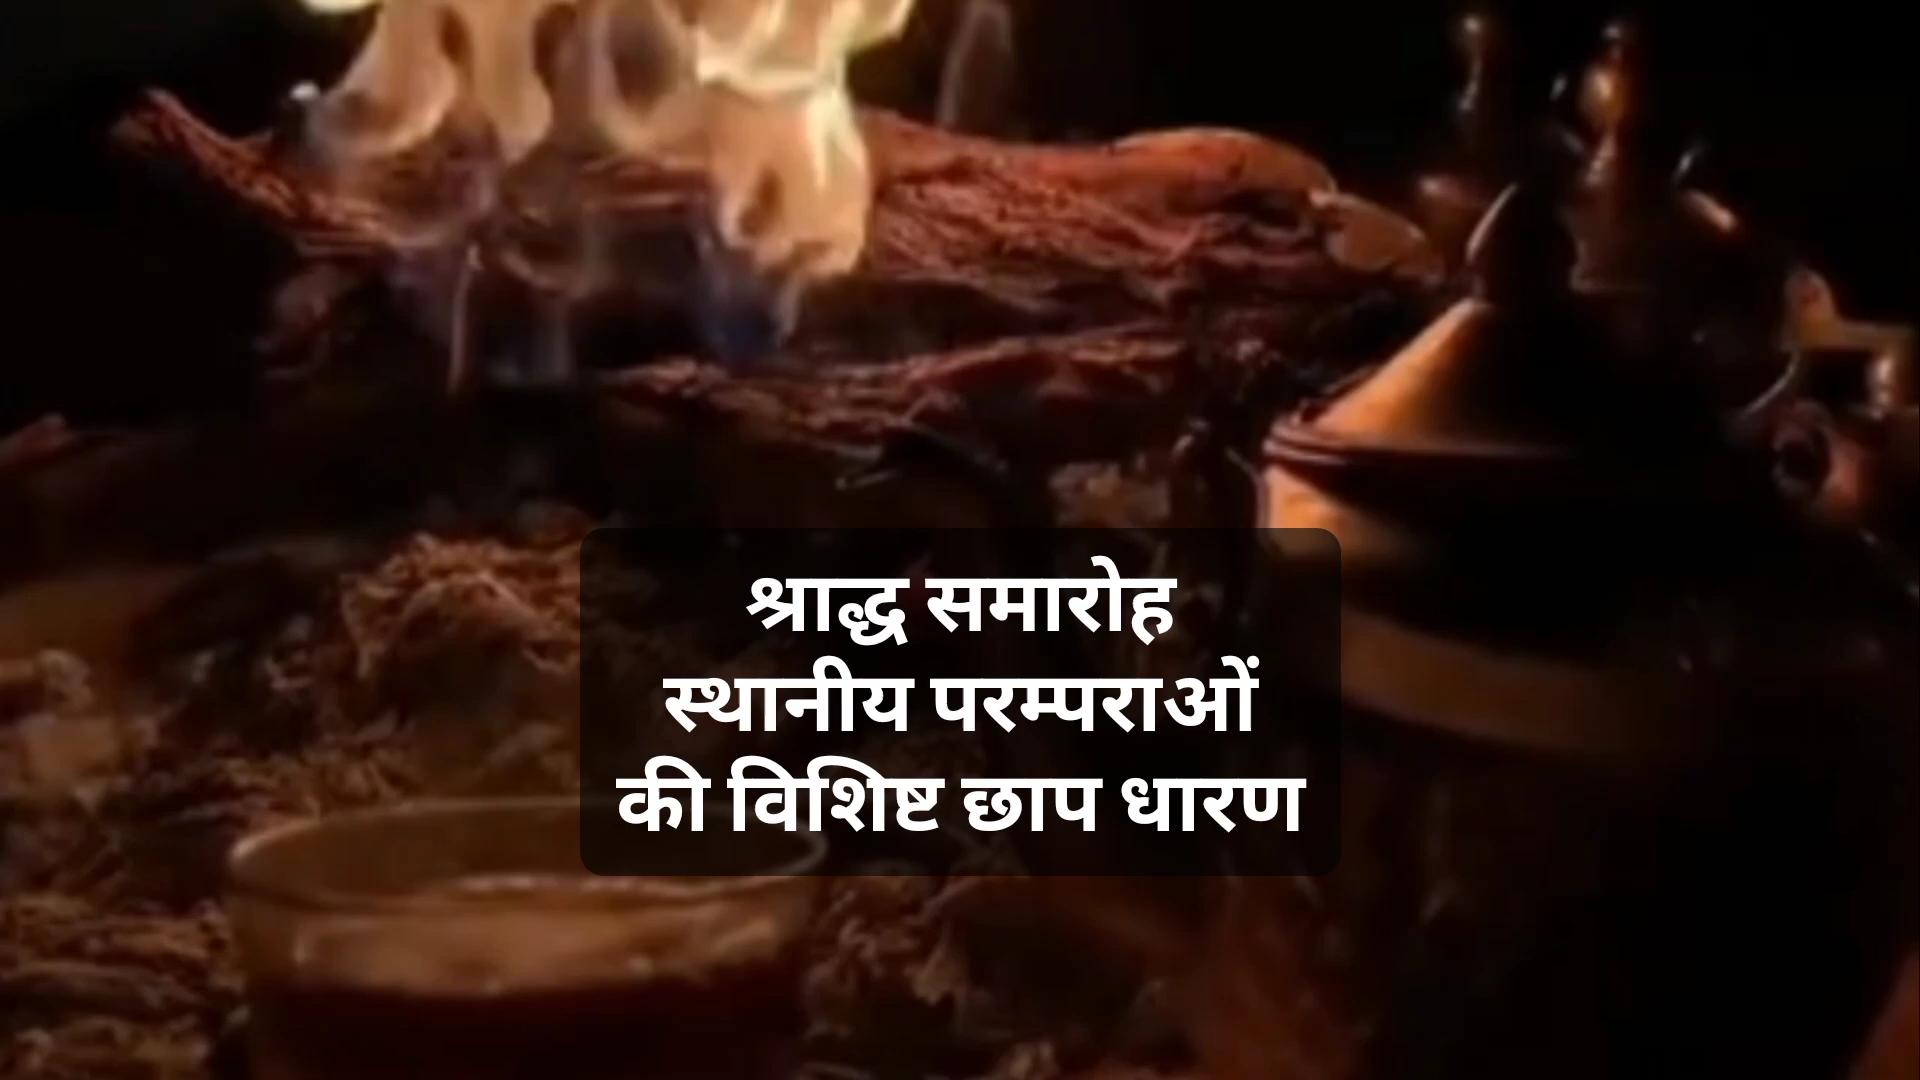 श्राद्ध समारोह
स्थानीय परम्पराओं
की विशिष्ट छाप धारण